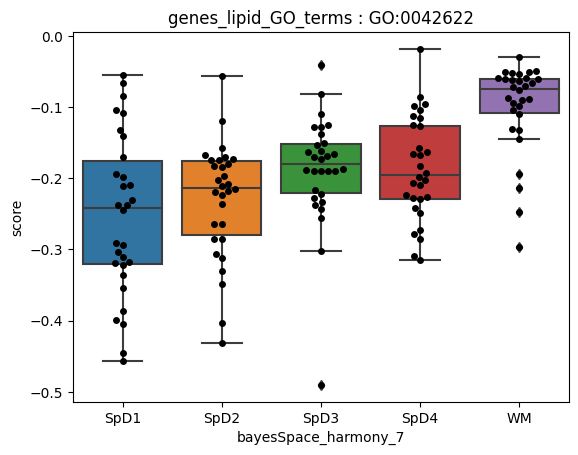 genes_lipid_GO_terms : GO:0042622
0.0
−0.1
−0.2
−0.3
−0.4
−0.5
score
SpD1 SpD2 SpD3 SpD4 WM
bayesSpace_harmony_7